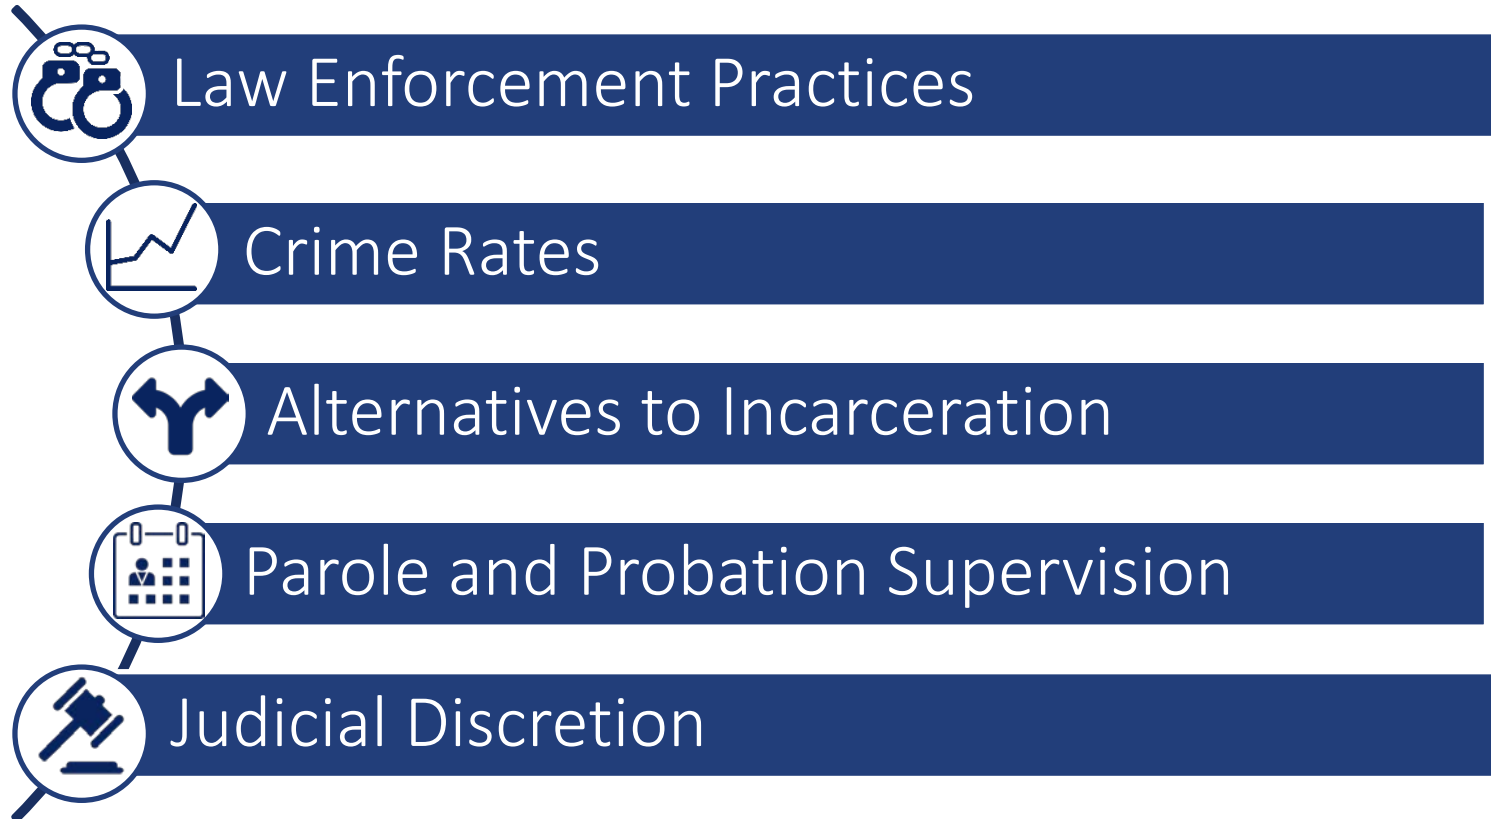 Law Enforcement Practices
Crime Rates
Alternatives to Incarceration
Parole and Probation Supervision
Judicial Discretion